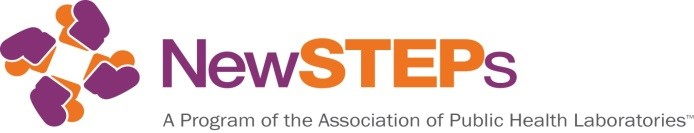 NewSTEPs
A Program of the Association of Public Health Laboratories™